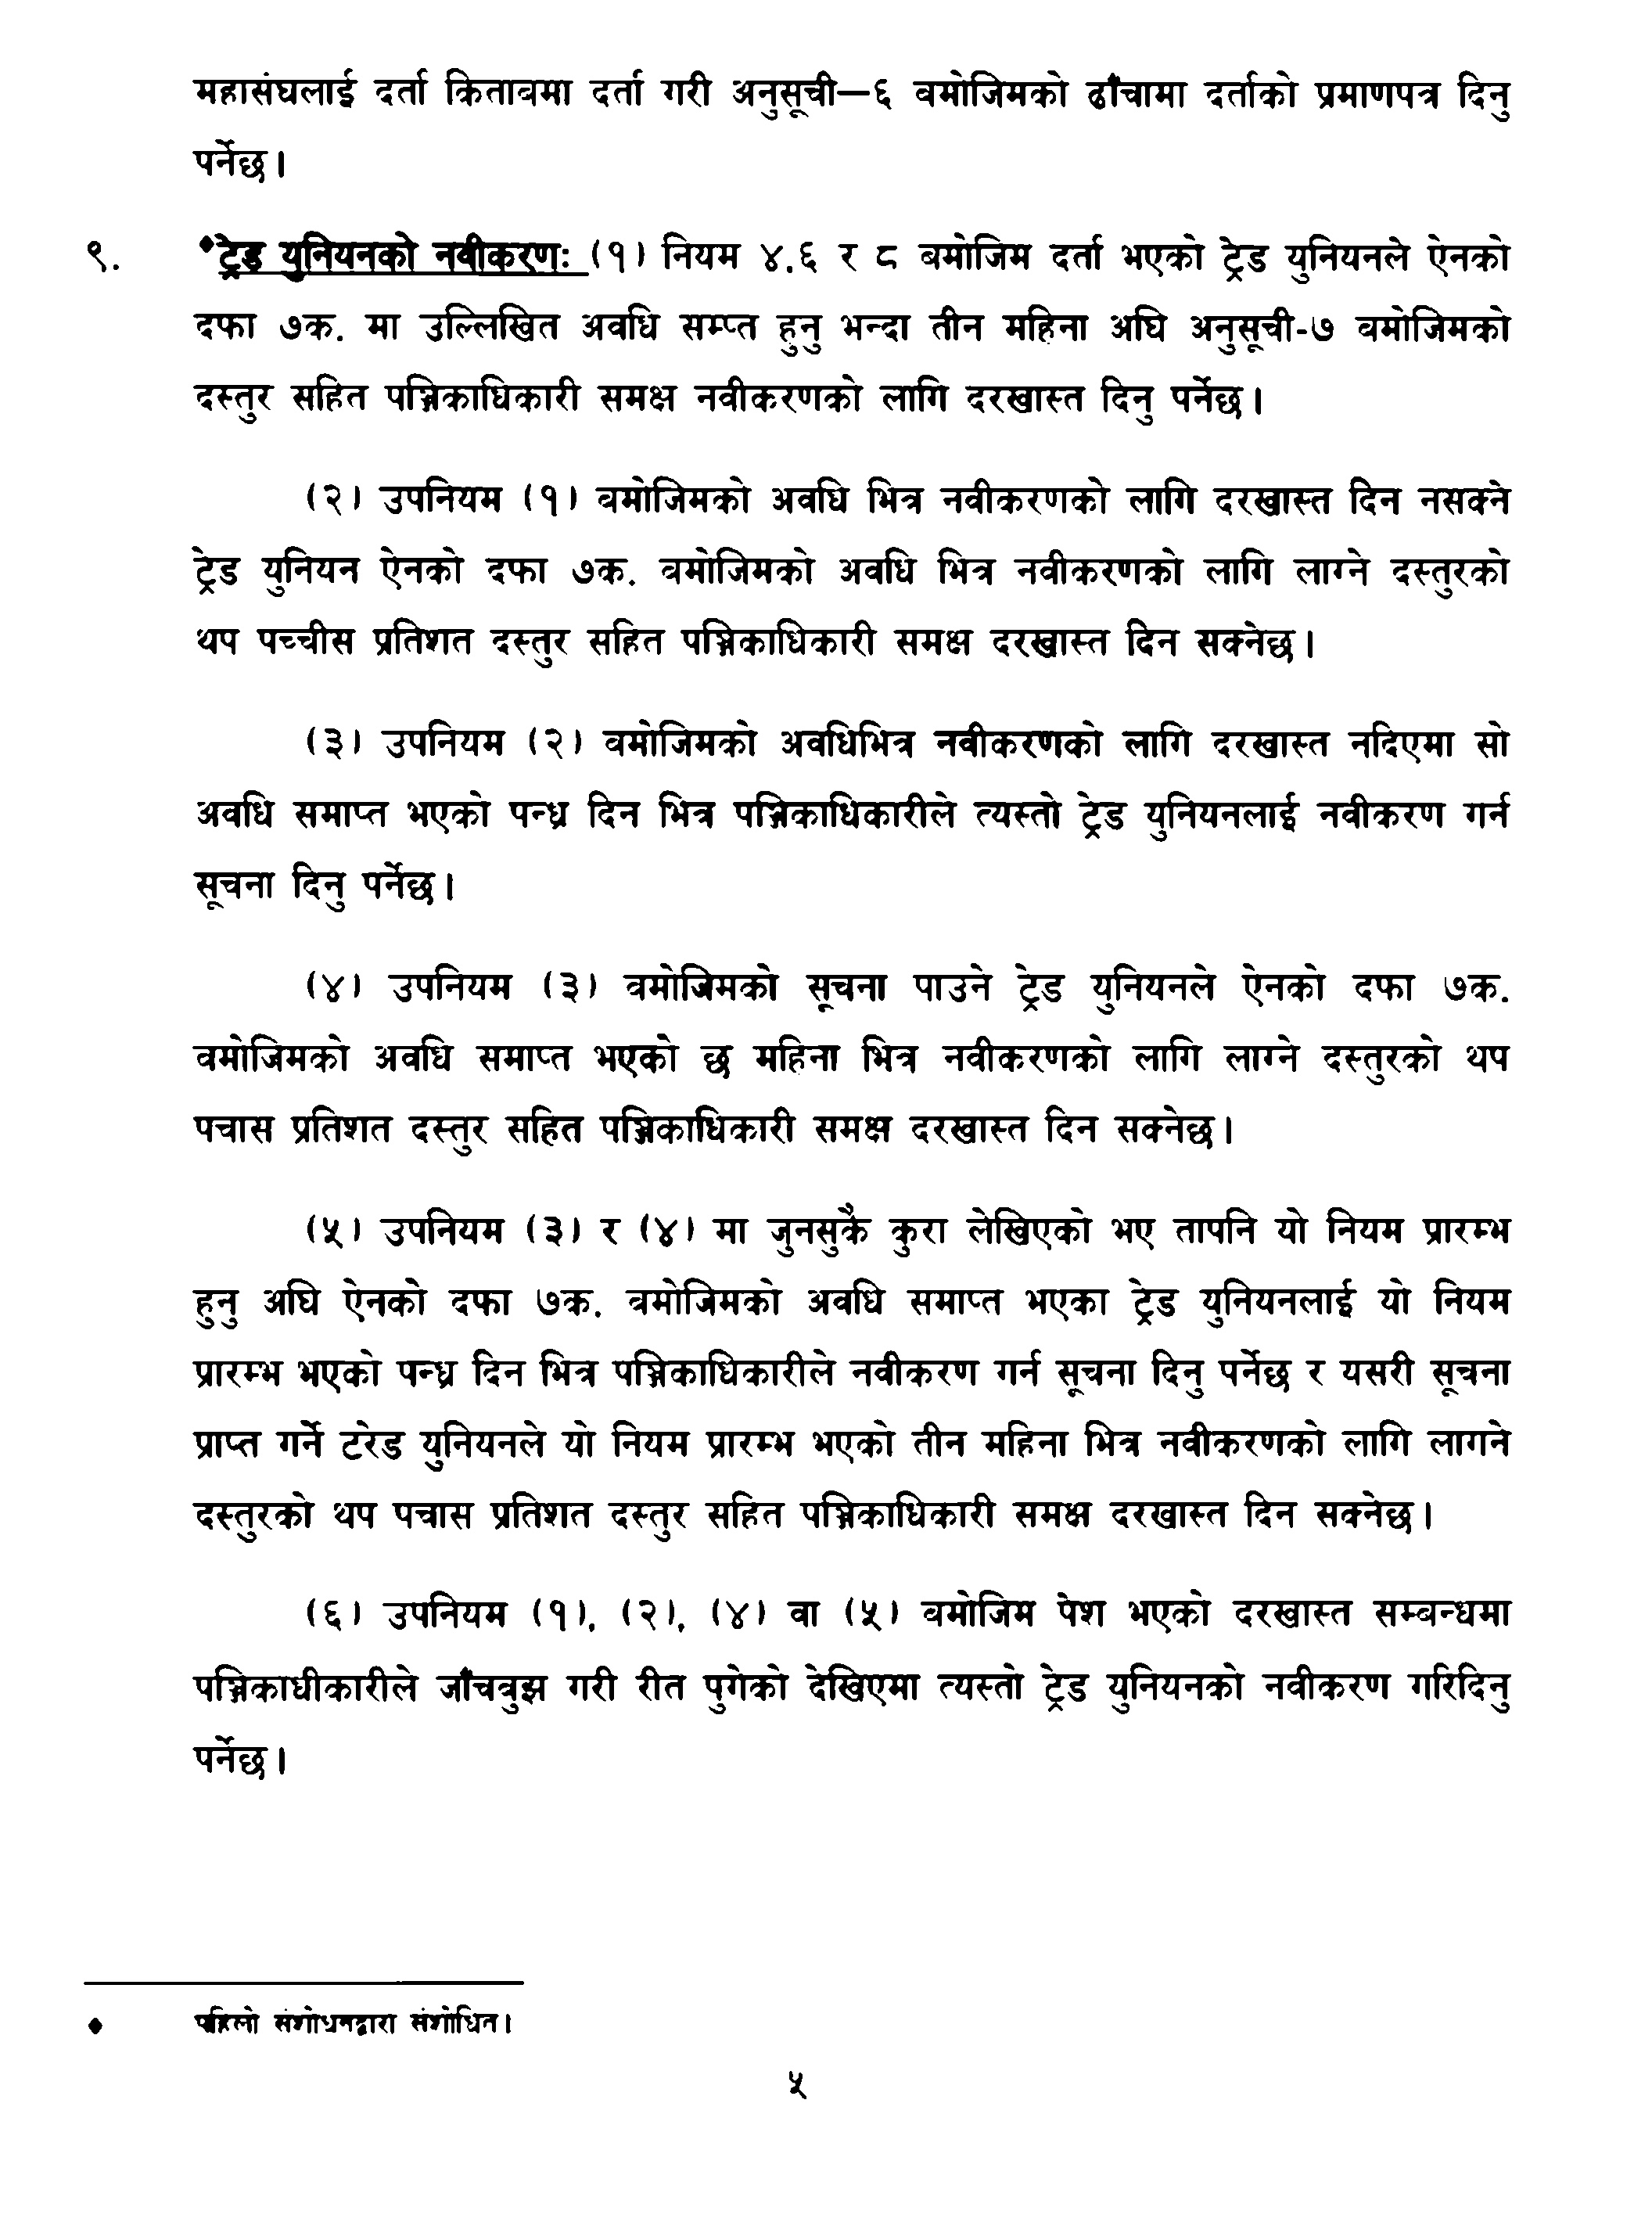 महासंघलाई दर्ता कितावमा दर्ता गरी अनुसूची–६ बमोजिमको ढाँचामा दर्ताको प्रमाणपत्र दिनु
पर्नेछ।
९. ♦ट्रेड युनियनको नवीकरणः (१) नियम ४,६ र ८ बमोजिम दर्ता भएको ट्रेड युनियनले ऐनको
दफा ७क. मा उल्लिखित अवधि सम्प्त हुनु भन्दा तीन महिना अघि अनुसूची-७ बमोजिमको
दस्तुर सहित पञ्जिकाधिकारी समक्ष नवीकरणको लागि दरखास्त दिनु पर्नेछ।
(२) उपनियम (१) बमोजिमको अवधि भित्र नवीकरणको लागि दरखास्त दिन नसक्ने
ट्रेड युनियन ऐनको दफा ७क. बमोजिमको अवधि भित्र नवीकरणको लागि लाग्ने दस्तुरको
थप पच्चीस प्रतिशत दस्तुर सहित पञ्जिकाधिकारी समक्ष दरखास्त दिन सक्नेछ।
(३) उपनियम (२) बमोजिमको अवधिभित्र नवीकरणको लागि दरखास्त नदिएमा सो
अवधि समाप्त भएको पन्ध्र दिन भित्र पञ्जिकाधिकारीले त्यस्तो ट्रेड युनियनलाई नवीकरण गर्न
सूचना दिनु पर्नेछ।
(४) उपनियम (३) बमोजिमको सूचना पाउने ट्रेड युनियनले ऐनको दफा ७क.
बमोजिमको अवधि समाप्त भएको छ महिना भित्र नवीकरणको लागि लाग्ने दस्तुरको थप
पचास प्रतिशत दस्तुर सहित पञ्जिकाधिकारी समक्ष दरखास्त दिन सक्नेछ।
(५) उपनियम (३) र (४) मा जुनसुकै कुरा लेखिएको भए तापनि यो नियम प्रारम्भ
हुनु अघि ऐनको दफा ७क. बमोजिमको अवधि समाप्त भएका ट्रेड युनियनलाई यो नियम
प्रारम्भ भएको पन्ध्र दिन भित्र पञ्जिकाधिकारीले नवीकरण गर्न सूचना दिनु पर्नेछ र यसरी सूचना
प्राप्त गर्ने टरेड युनियनले यो नियम प्रारम्भ भएको तीन महिना भित्र नवीकरणको लागि लागने
दस्तुरको थप पचास प्रतिशत दस्तुर सहित पञ्जिकाधिकारी समक्ष दरखास्त दिन सक्नेछ।
(६) उपनियम (१), (२), (४) वा (५) बमोजिम पेश भएको दरखास्त सम्बन्धमा
पञ्जिकाधीकारीले जाँचबुझ गरी रीत पुगेको देखिएमा त्यस्तो ट्रेड युनियनको नवीकरण गरिदिनु
पर्नेछ।
♦ पहिलो संशोधनद्वारा संशोधित।
५